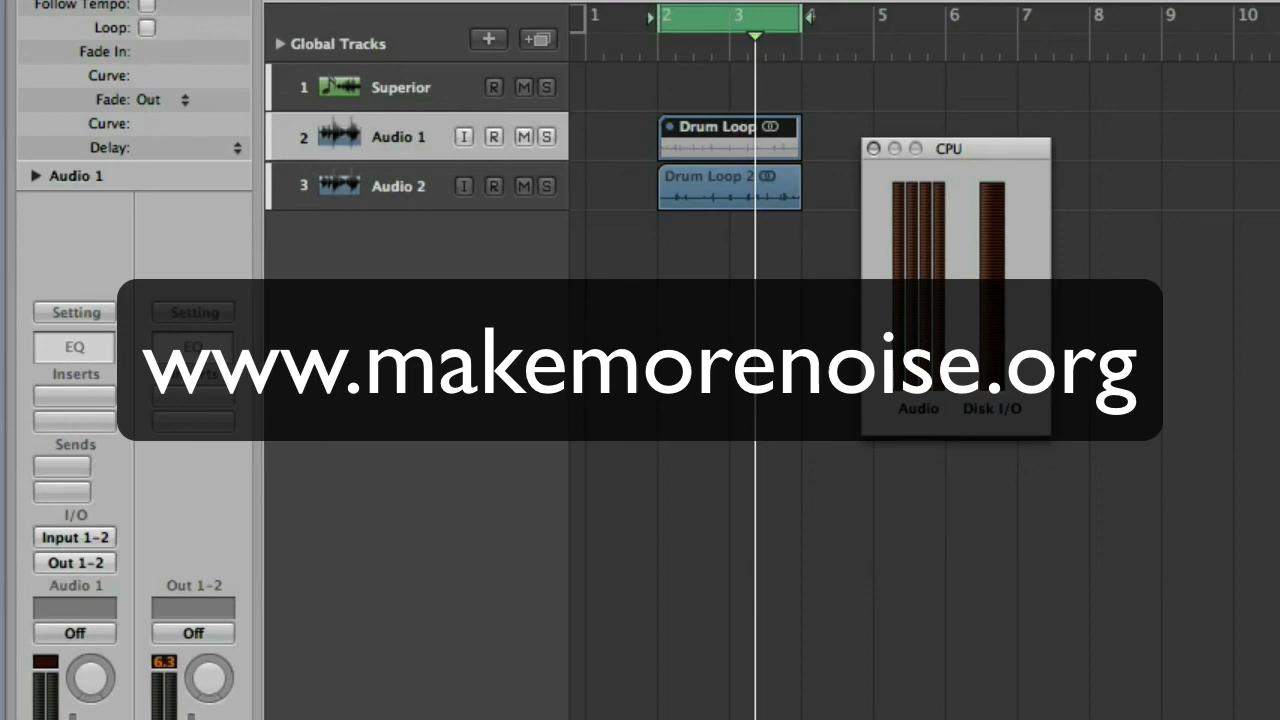 Follow Tempo:
Loop:
Fade In:
Curve:
Fade: Out
Curve:
Delay:
Audio 1
Setting
EQ
Inserts
Sends
I/O
Input 1-2
Out 1-2
Audio 1
Off
Setting
EQ
Out 1-2
Off
6.3
Global Tracks
1 Superior R M S
2 Audio 1 I R M S
3 Audio 2 I R M S
1 2 3 4 5 6 7 8 9 10
Drum Loop
Drum Loop 2
CPU
Audio Disk I/O
www.makemorenoise.org